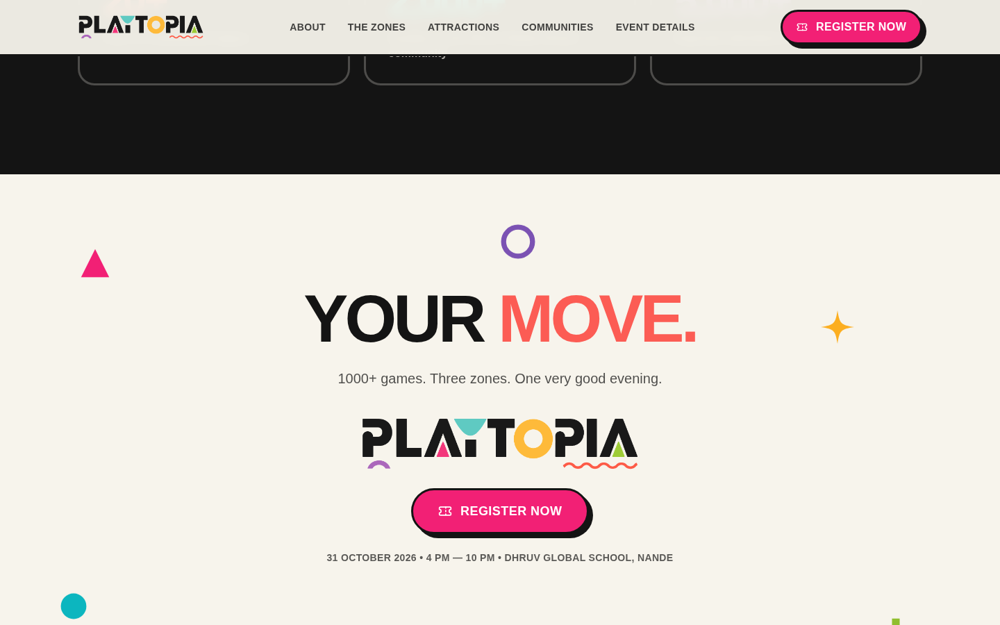 PLAYTOPIA
ABOUT
THE ZONES
ATTRACTIONS
COMMUNITIES
EVENT DETAILS
REGISTER NOW
YOUR MOVE.
1000+ games. Three zones. One very good evening.
PLAYTOPIA
REGISTER NOW
31 OCTOBER 2026 • 4 PM — 10 PM • DHRUV GLOBAL SCHOOL, NANDE